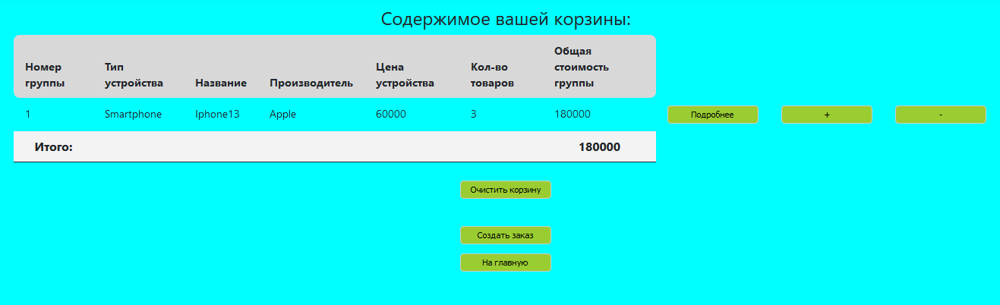 Содержимое вашей корзины:
Номер группы Тип устройства Название Производитель Цена устройства Кол-во товаров Общая стоимость группы
1 Smartphone Iphone13 Apple 60000 3 180000 Подробнее + -
Итого: 180000
Очистить корзину
Создать заказ
На главную